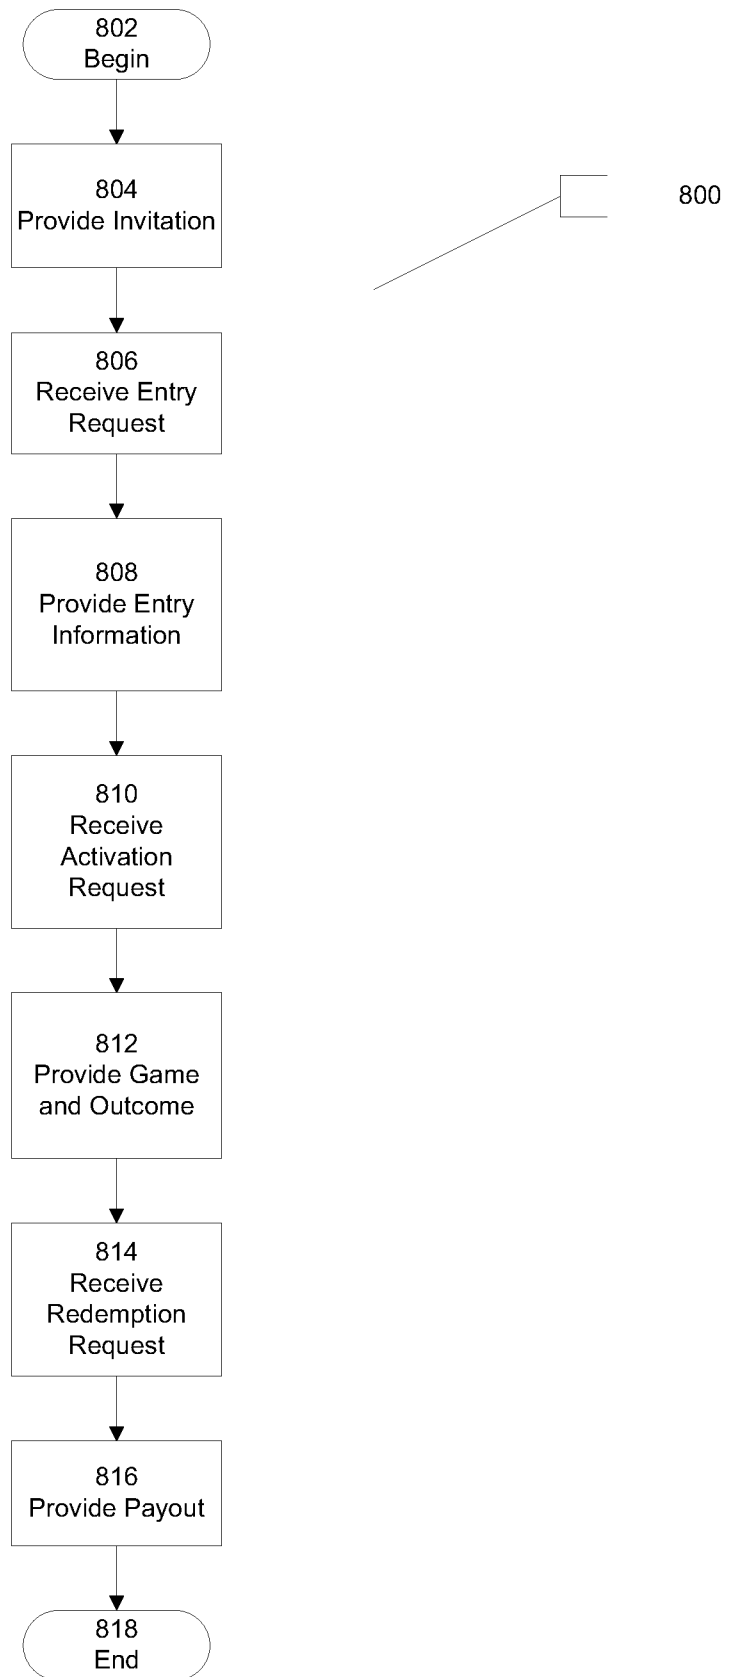 802
Begin
804
Provide Invitation
800
806
Receive Entry
Request
808
Provide Entry
Information
810
Receive
Activation
Request
812
Provide Game
and Outcome
814
Receive
Redemption
Request
816
Provide Payout
818
End